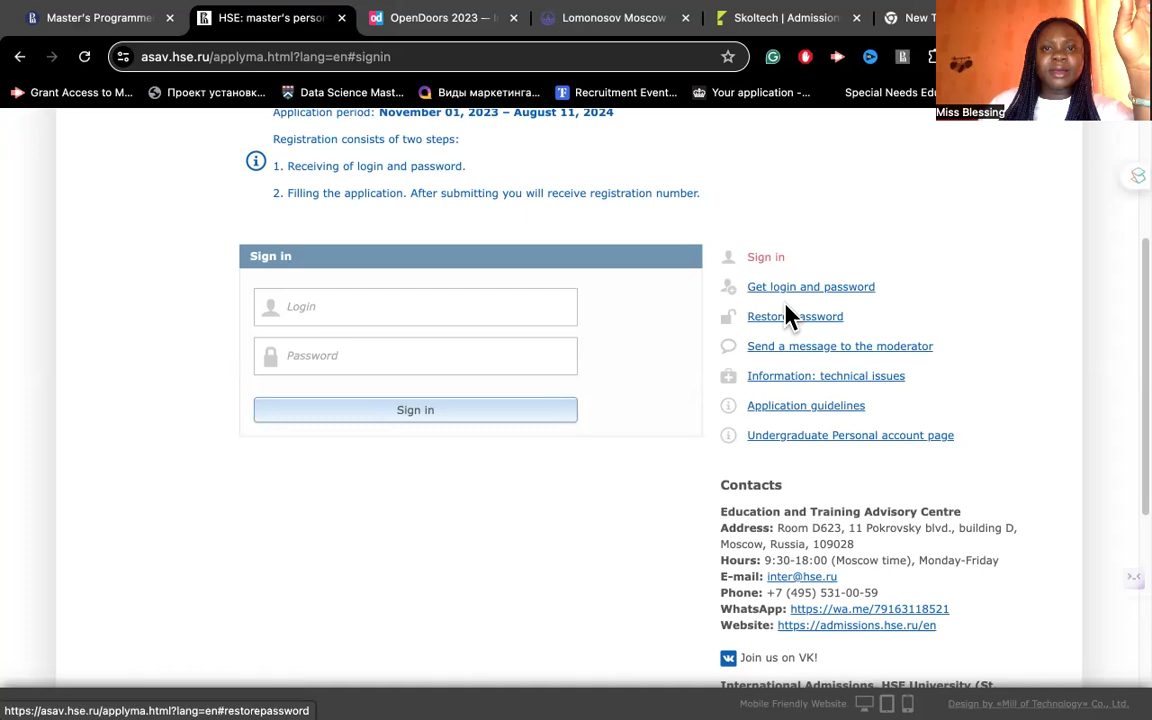 Master's Programme
HSE: master's perso
OpenDoors 2023 —
Lomonosov Moscow
Skoltech | Admission
New T
asav.hse.ru/applyma.html?lang=en#signin
Grant Access to M...
Проект установк...
Data Science Mast...
Виды маркетинга...
Recruitment Event...
Your application -...
Special Needs Edu
Miss Blessing
Application period: November 01, 2023 – August 11, 2024
Registration consists of two steps:
1. Receiving of login and password.
2. Filling the application. After submitting you will receive registration number.
Sign in
Login
Password
Sign in
Sign in
Get login and password
Restore password
Send a message to the moderator
Information: technical issues
Application guidelines
Undergraduate Personal account page
Contacts
Education and Training Advisory Centre
Address: Room D623, 11 Pokrovsky blvd., building D,
Moscow, Russia, 109028
Hours: 9:30-18:00 (Moscow time), Monday-Friday
E-mail: inter@hse.ru
Phone: +7 (495) 531-00-59
WhatsApp: https://wa.me/79163118521
Website: https://admissions.hse.ru/en
Join us on VK!
International Admissions, HSE University (St.
https://asav.hse.ru/applyma.html?lang=en#restorepassword
Mobile Friendly Website
Design by «Mill of Technology» Co., Ltd.